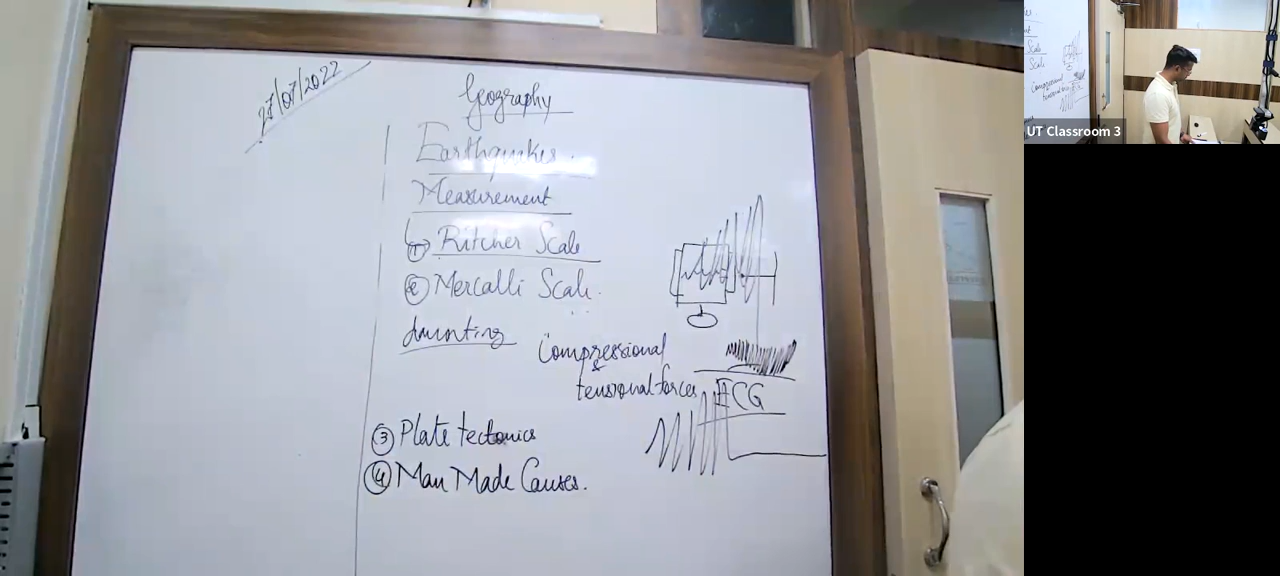 27/07/2022
Geography
Earthquakes.
Measurement
① Ritcher Scale
② Mercalli Scale.
daunting
Compressional
&
tensional forces
ECG
③ Plate tectonics
④ Man Made Causes.
UT Classroom 3